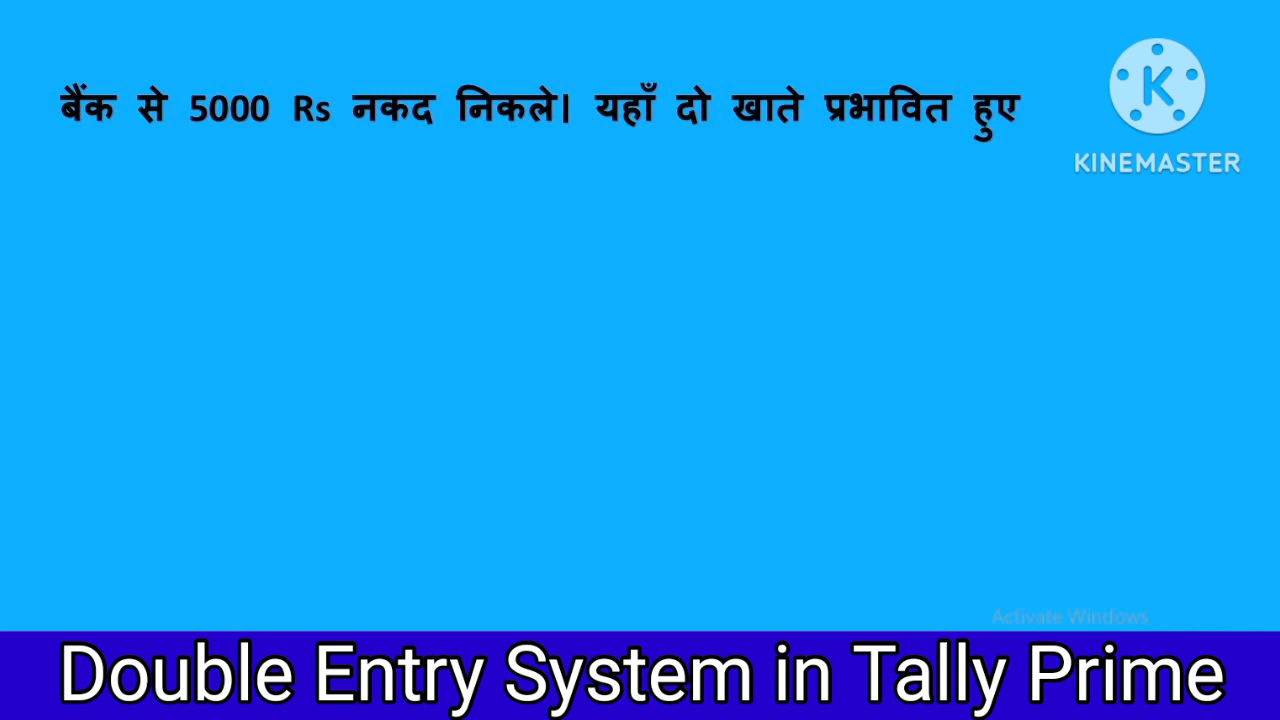 बैंक से 5000 Rs नकद निकले। यहाँ दो खाते प्रभावित हुए
KINEMASTER
Activate Windows
Double Entry System in Tally Prime